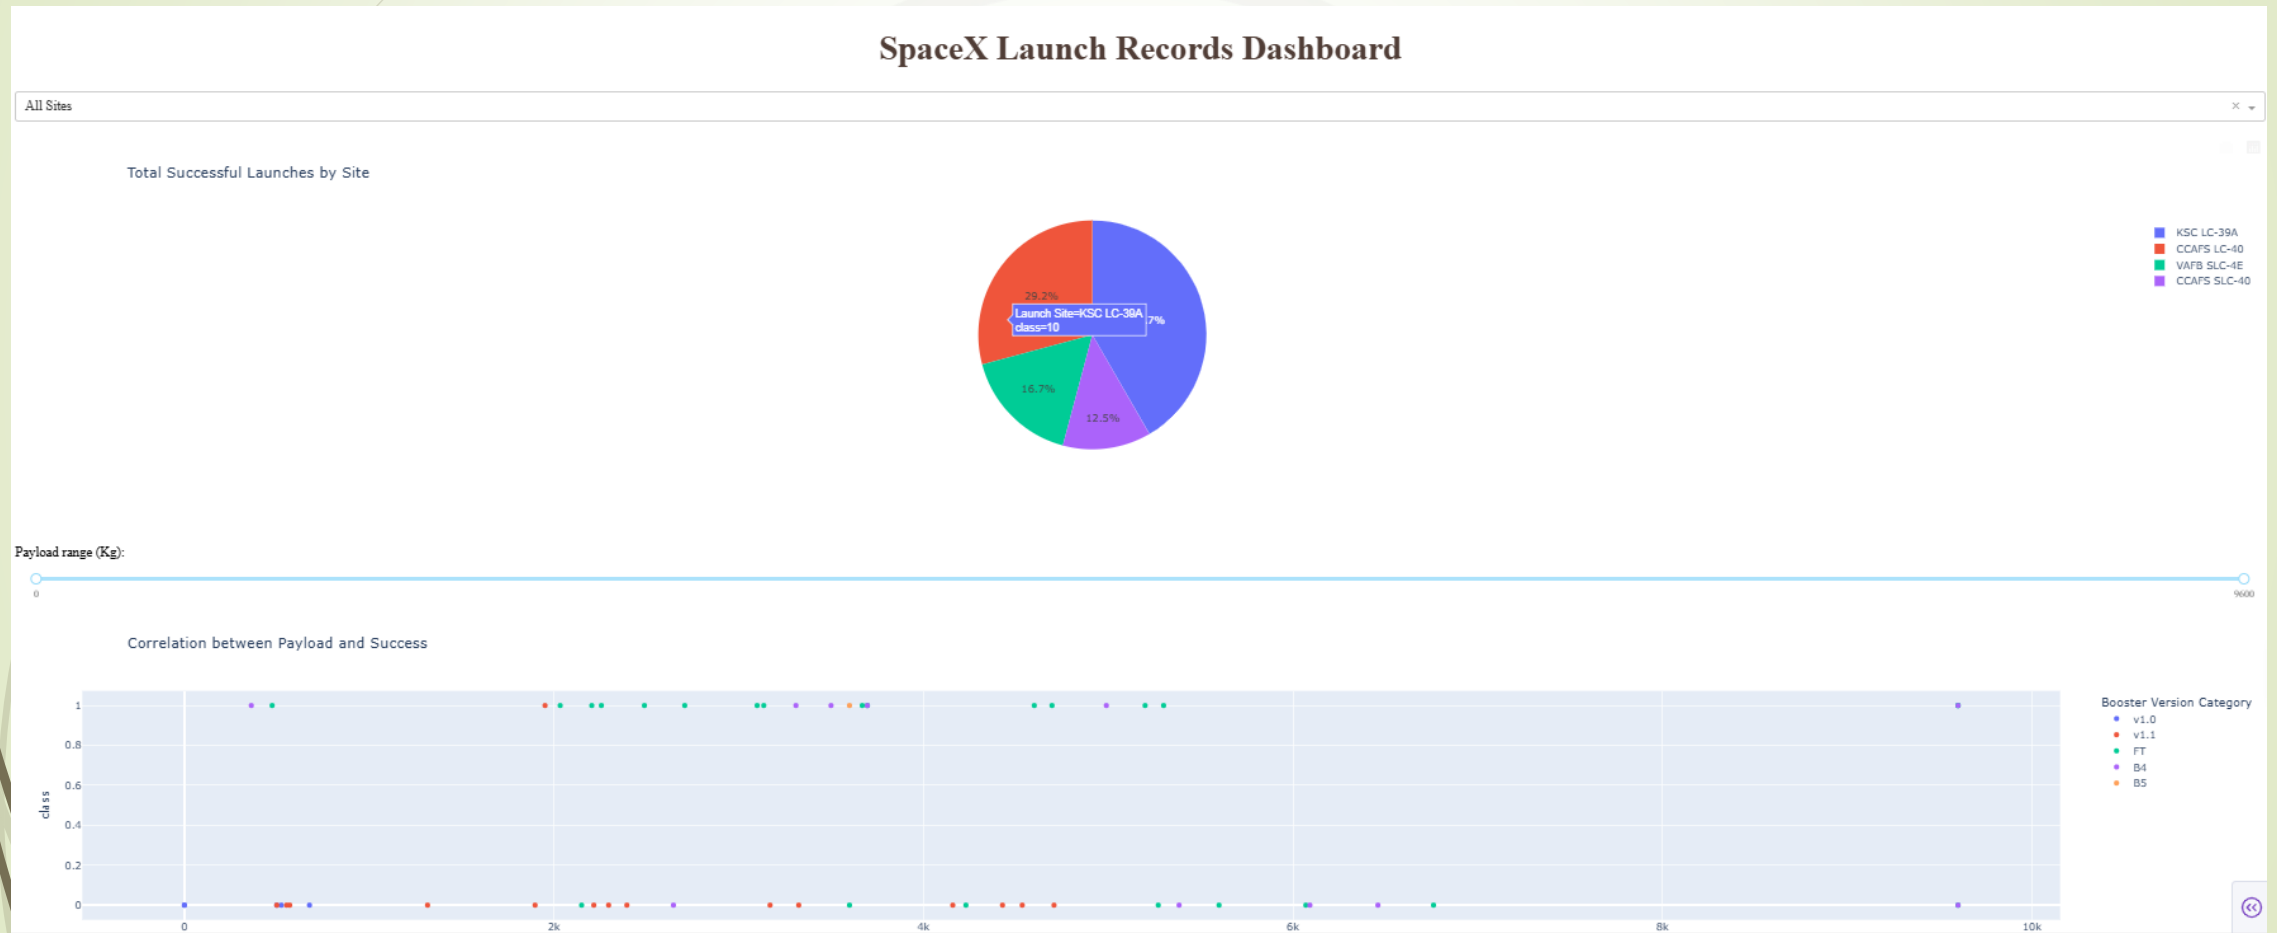 SpaceX Launch Records Dashboard
All Sites
Total Successful Launches by Site
KSC LC-39A
CCAFS LC-40
VAFB SLC-4E
CCAFS SLC-40
29.2%
Launch Site=KSC LC-39A
class=10
.7%
16.7%
12.5%
Payload range (Kg):
0
9600
Correlation between Payload and Success
Booster Version Category
v1.0
v1.1
FT
B4
B5
class
1
0.8
0.6
0.4
0.2
0
0
2k
4k
6k
8k
10k